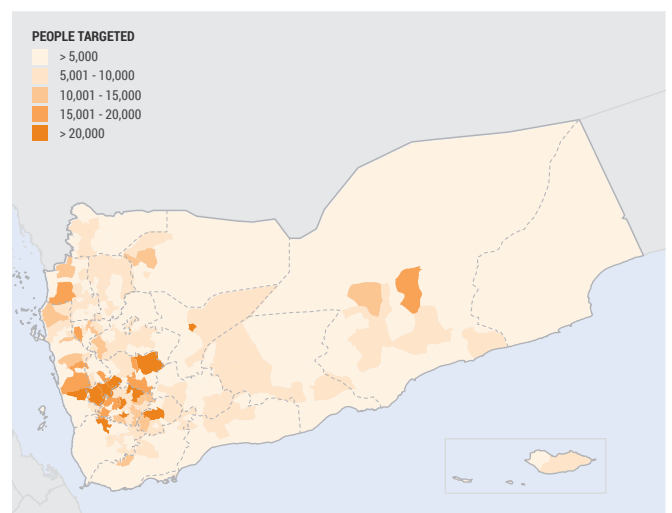 PEOPLE TARGETED
> 5,000
5,001 - 10,000
10,001 - 15,000
15,001 - 20,000
> 20,000